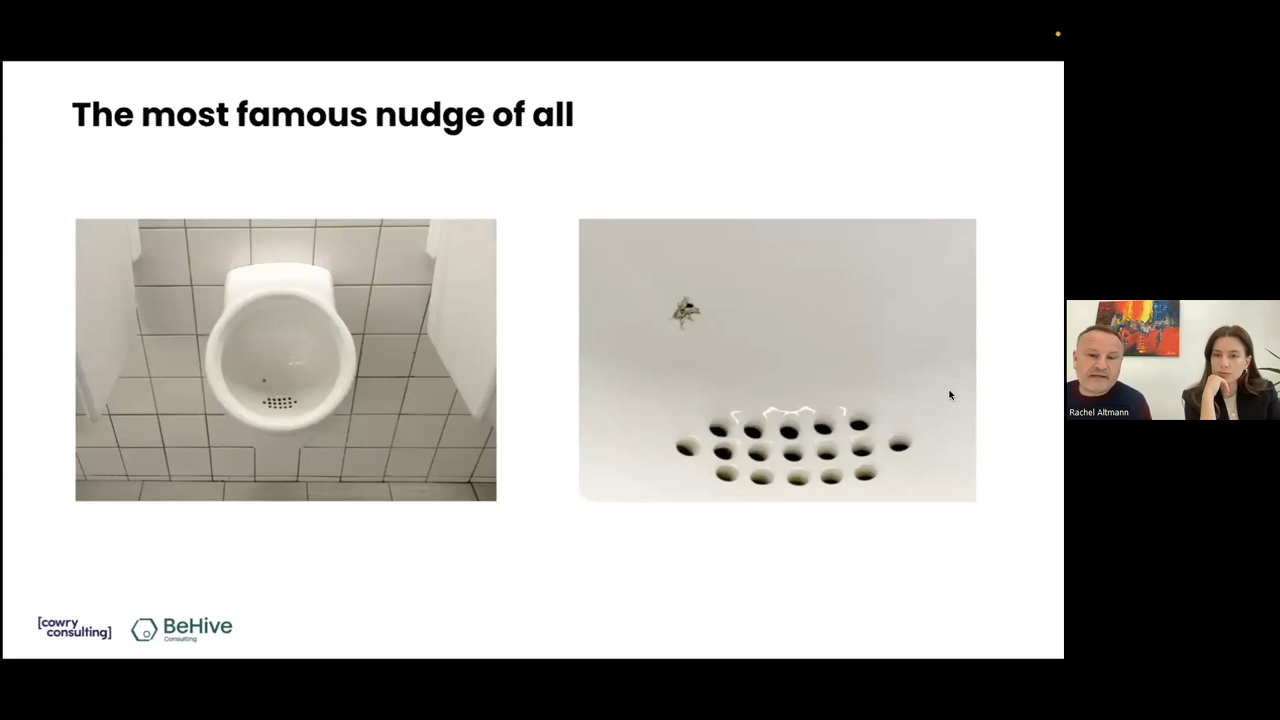 The most famous nudge of all
[cowry
consulting]
BeHive
Consulting
Rachel Altmann